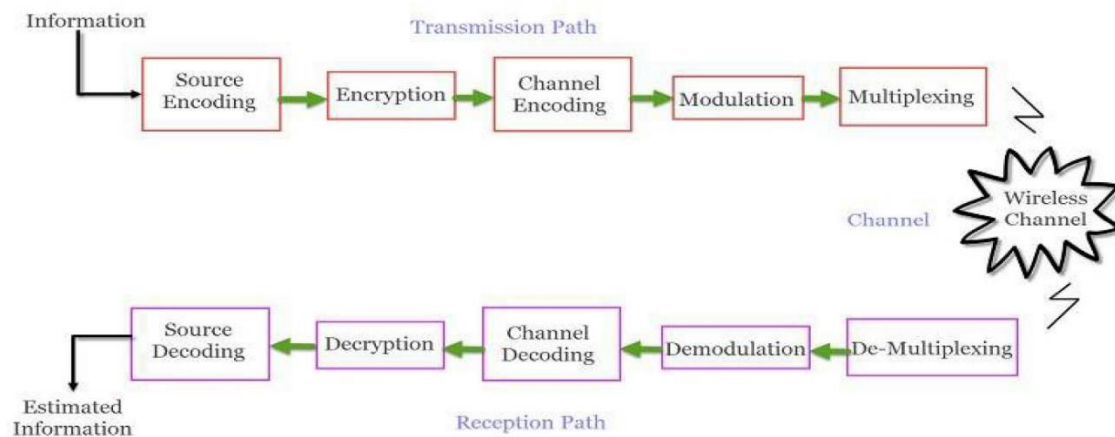 Information
Transmission Path
Source
Encoding
Encryption
Channel
Encoding
Modulation
Multiplexing
Wireless
Channel
Channel
De-Multiplexing
Demodulation
Channel
Decoding
Decryption
Source
Decoding
Estimated
Information
Reception Path